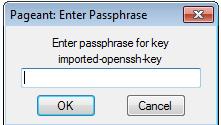 Pageant: Enter Passphrase
Enter passphrase for key
imported-openssh-key
OK
Cancel